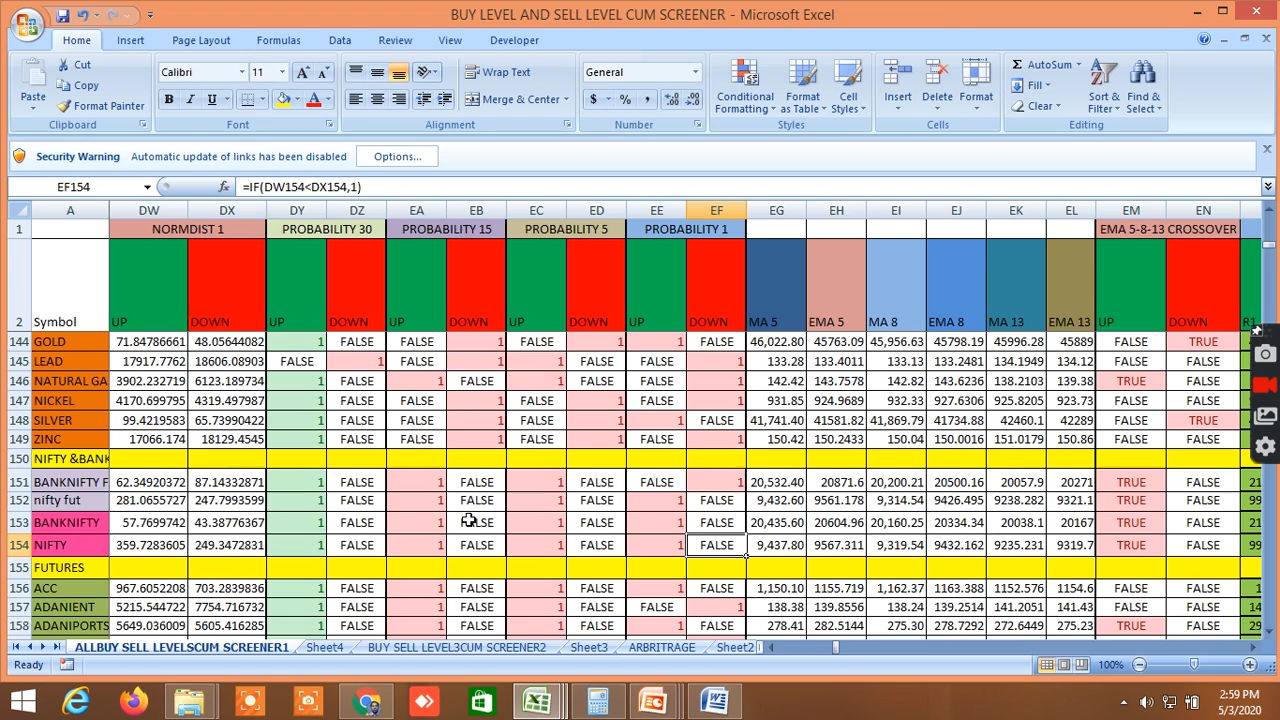 BUY LEVEL AND SELL LEVEL CUM SCREENER - Microsoft Excel
Home Insert Page Layout Formulas Data Review View Developer
Paste
Cut
Copy
Format Painter
Clipboard
Calibri 11
B I U
Font
Wrap Text
Merge & Center
Alignment
General
$ % ,
Number
Conditional Formatting
Format as Table
Cell Styles
Styles
Insert Delete Format
Cells
AutoSum
Fill
Clear
Sort & Filter
Find & Select
Editing
Security Warning Automatic update of links has been disabled Options...
EF154 fx =IF(DW154<DX154,1)
A DW DX DY DZ EA EB EC ED EE EF EG EH EI EJ EK EL EM EN
1 NORMDIST 1 PROBABILITY 30 PROBABILITY 15 PROBABILITY 5 PROBABILITY 1 EMA 5-8-13 CROSSOVER
2 Symbol UP DOWN UP DOWN UP DOWN UP DOWN UP DOWN MA 5 EMA 5 MA 8 EMA 8 MA 13 EMA 13 UP DOWN R1
144 GOLD 71.84786661 48.05644082 1 FALSE FALSE 1 FALSE 1 1 FALSE 46,022.80 45763.09 45,956.63 45798.19 45996.28 45889 FALSE TRUE
145 LEAD 17917.7762 18606.08903 FALSE 1 FALSE 1 FALSE FALSE FALSE 1 133.28 133.4011 133.13 133.2481 134.1949 134.12 FALSE FALSE
146 NATURAL GA 3902.232719 6123.189734 1 FALSE 1 FALSE 1 FALSE FALSE 1 142.42 143.7578 142.82 143.6236 138.2103 139.38 TRUE FALSE
147 NICKEL 4170.699795 4319.497987 1 FALSE FALSE 1 1 FALSE FALSE 1 931.85 924.9689 932.33 927.6306 925.8205 923.73 FALSE FALSE
148 SILVER 99.4219583 65.73990422 1 FALSE FALSE 1 FALSE 1 1 FALSE 41,741.40 41581.82 41,869.79 41734.88 42460.1 42289 FALSE TRUE
149 ZINC 17066.174 18129.4545 1 FALSE FALSE 1 1 FALSE FALSE 1 150.42 150.2433 150.04 150.0016 151.0179 150.86 FALSE FALSE
150 NIFTY &BANK
151 BANKNIFTY F 62.34920372 87.14332871 1 FALSE 1 FALSE 1 FALSE FALSE 1 20,532.40 20871.6 20,200.21 20500.16 20057.9 20271 TRUE FALSE 21
152 nifty fut 281.0655727 247.7993599 1 FALSE 1 FALSE 1 FALSE 1 FALSE 9,432.60 9561.178 9,314.54 9426.495 9238.282 9321.1 TRUE FALSE 99
153 BANKNIFTY 57.7699742 43.38776367 1 FALSE 1 FALSE 1 FALSE 1 FALSE 20,435.60 20604.96 20,160.25 20334.34 20038.1 20167 TRUE FALSE 21
154 NIFTY 359.7283605 249.3472831 1 FALSE 1 FALSE 1 FALSE 1 FALSE 9,437.80 9567.311 9,319.54 9432.162 9235.231 9319.7 TRUE FALSE 99
155 FUTURES
156 ACC 967.6052228 703.2839836 1 FALSE 1 FALSE 1 FALSE 1 FALSE 1,150.10 1155.719 1,162.37 1163.388 1152.576 1154.6 FALSE FALSE 1
157 ADANIENT 5215.544722 7754.716732 1 FALSE 1 FALSE 1 FALSE FALSE 1 138.38 139.8556 138.24 139.2514 141.2051 141.43 FALSE FALSE 14
158 ADANIPORTS 5649.036009 5605.416285 1 FALSE 1 FALSE 1 FALSE 1 FALSE 278.41 282.5144 275.30 278.7292 272.6449 275.23 TRUE FALSE 29
ALLBUY SELL LEVELSCUM SCREENER1 Sheet4 BUY SELL LEVEL3CUM SCREENER2 Sheet3 ARBRITRAGE Sheet2
Ready 100%
2:59 PM
5/3/2020